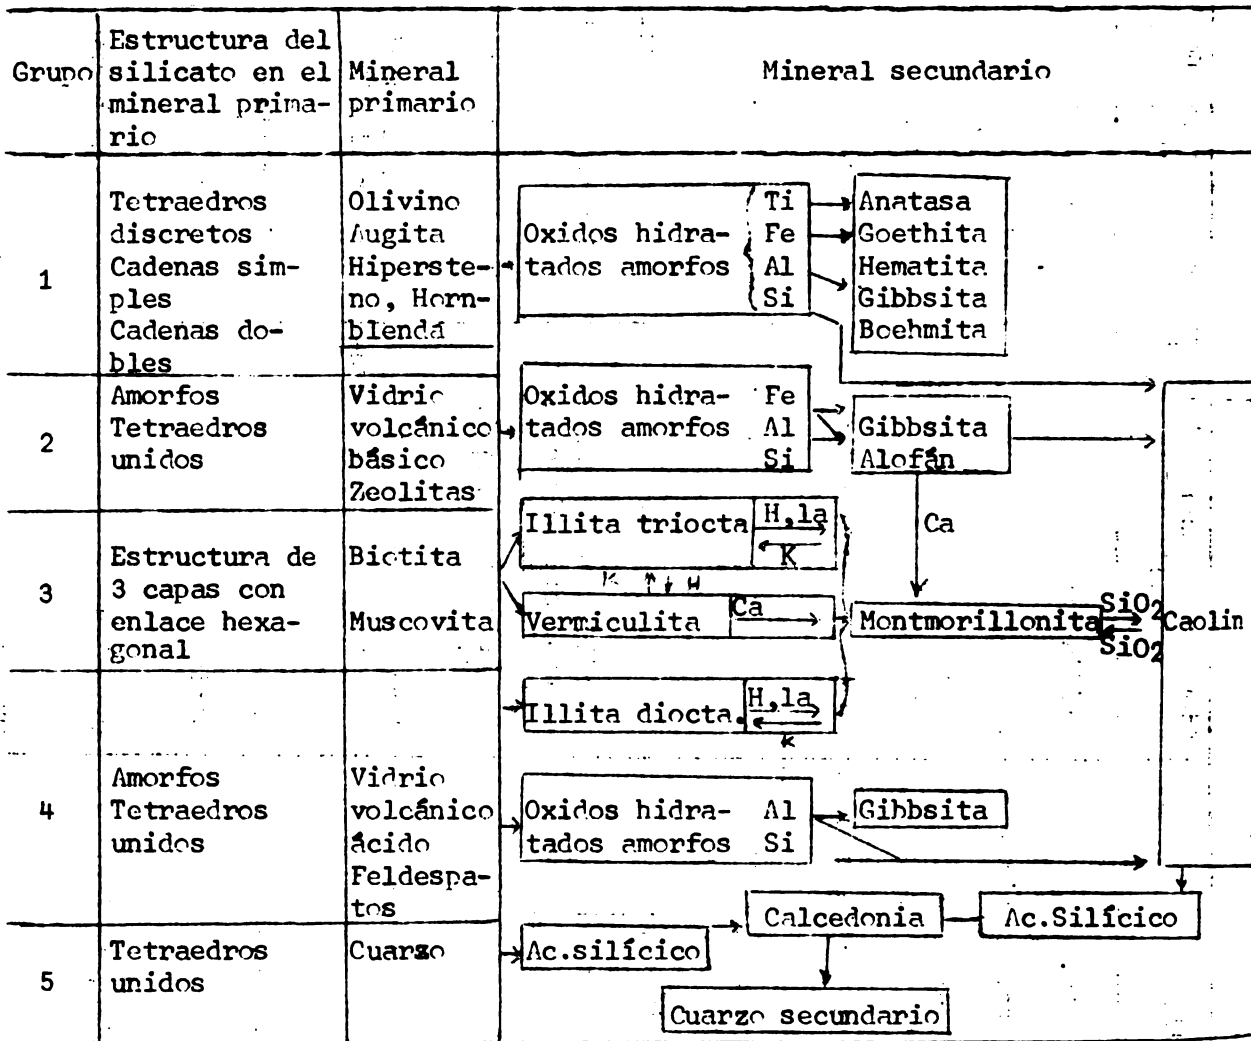 Grupo
Estructura del
silicato en el
mineral prima-
rio
Mineral
primario
Mineral secundario
1
Tetraedros
discretos
Cadenas sim-
ples
Cadenas do-
bles
Olivino
Augita
Hiperste-
no, Horn-
blenda
Oxidos hidra-
tados amorfos
Ti
Fe
Al
Si
Anatasa
Goethita
Hematita
Gibbsita
Boehmita
2
Amorfos
Tetraedros
unidos
Vidrio
volcánico
básico
Zeolitas
Oxidos hidra-
tados amorfos
Fe
Al
Si
Gibbsita
Alofán
Ca
3
Estructura de
3 capas con
enlace hexa-
gonal
Biotita
Muscovita
Illita triocta
H,la
K
K H
Vermiculita
Ca
Montmorillonita
SiO2
SiO2
Caolin
Illita diocta.
H,la
K
4
Amorfos
Tetraedros
unidos
Vidrio
volcánico
ácido
Feldespa-
tos
Oxidos hidra-
tados amorfos
Al
Si
Gibbsita
5
Tetraedros
unidos
Cuarzo
Ac.silícico
Calcedonia
Ac.Silícico
Cuarzo secundario